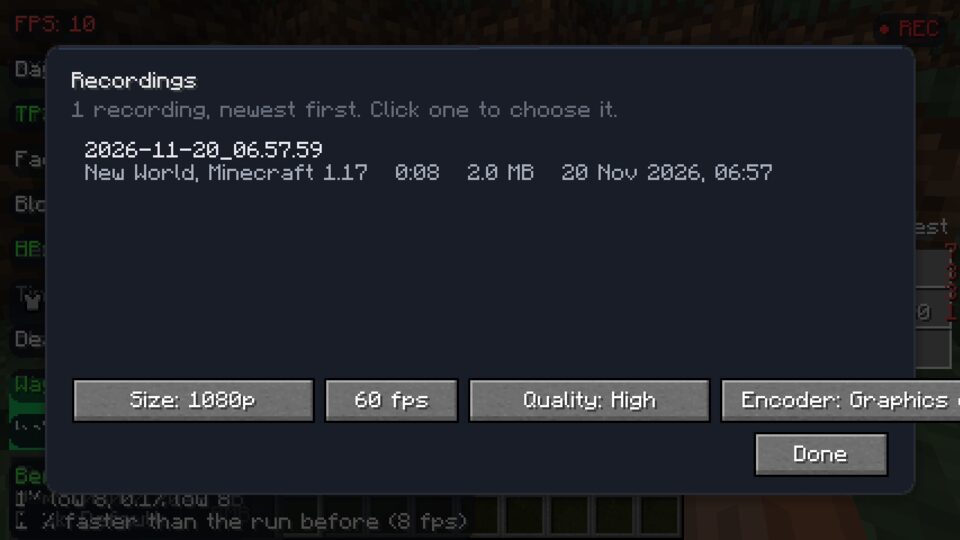 FPS: 10
REC
Recordings
1 recording, newest first. Click one to choose it.
2026-11-20_06.57.59
New World, Minecraft 1.17 0:08 2.0 MB 20 Nov 2026, 06:57
Size: 1080p
60 fps
Quality: High
Encoder: Graphics
Done
faster than the run before (8 fps)